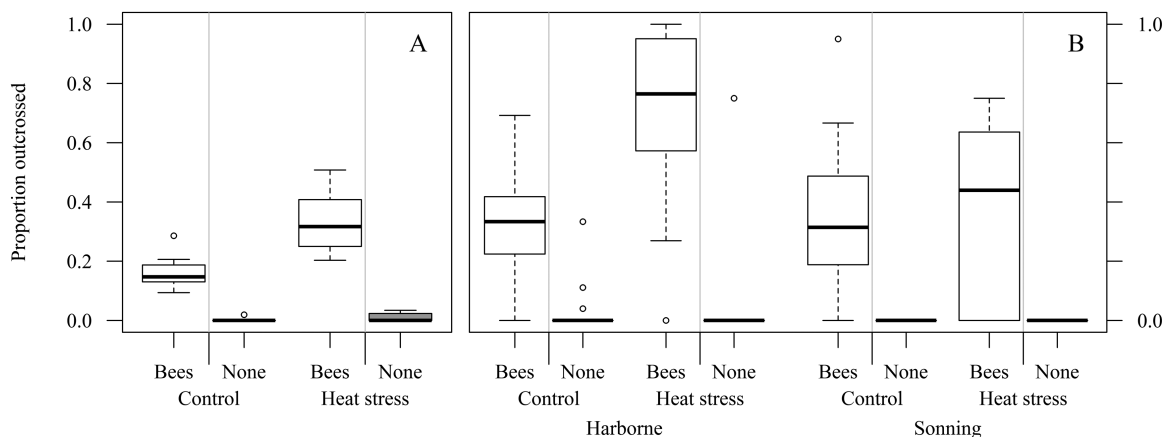 A
B
Proportion outcrossed
1.0
0.8
0.6
0.4
0.2
0.0
1.0
0.0
Bees None Bees None Bees None Bees None Bees None Bees None
Control Heat stress Control Heat stress Control Heat stress
Harborne Sonning